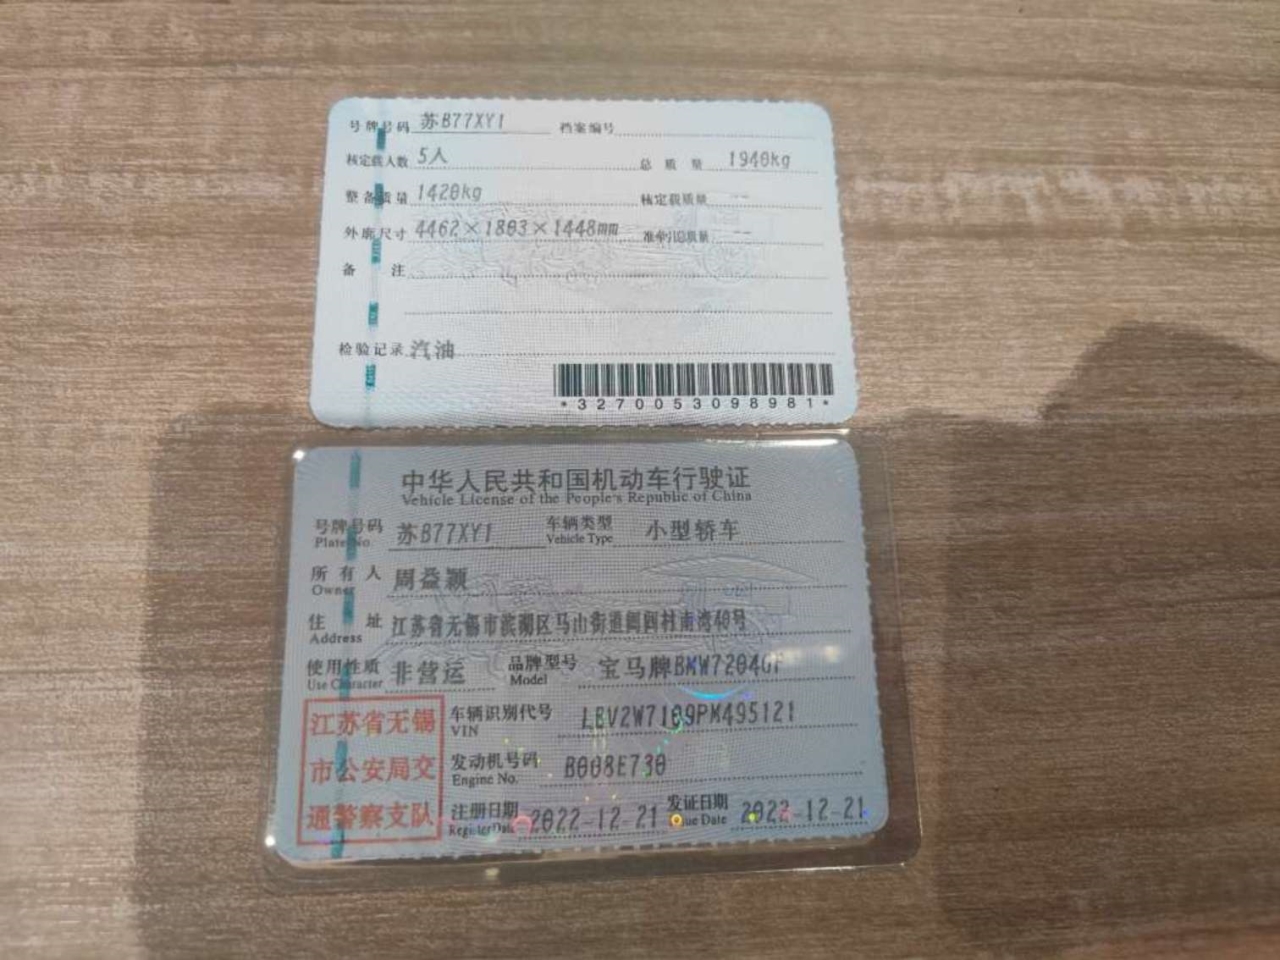 号牌号码 苏B77XY1 档案编号
核定载人数 5人 总质量 1940kg
整备质量 1420kg 核定载质量 --
外廓尺寸 4462×1803×1448mm 准牵引总质量 --
备注
检验记录 汽油
*3270053098981*
中华人民共和国机动车行驶证
Vehicle License of the People's Republic of China
号牌号码 苏B77XY1 车辆类型 小型轿车
Plate No. Vehicle Type
所有人 周益颖
Owner
住址 江苏省无锡市滨湖区马山街道阊闾村南湾40号
Address
使用性质 非营运 品牌型号 宝马牌BMW7204GF
Use Character Model
江苏省无锡 车辆识别代号 LBV2W7109PM495121
VIN
市公安局交 发动机号码 B008E730
Engine No.
通警察支队 注册日期 2022-12-21 发证日期 2022-12-21
Register Date Issue Date